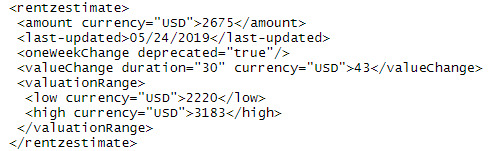 <rentzestimate>
<amount currency="USD">2675</amount>
<last-updated>05/24/2019</last-updated>
<oneWeekChange deprecated="true"/>
<valueChange duration="30" currency="USD">43</valueChange>
<valuationRange>
<low currency="USD">2220</low>
<high currency="USD">3183</high>
</valuationRange>
</rentzestimate>